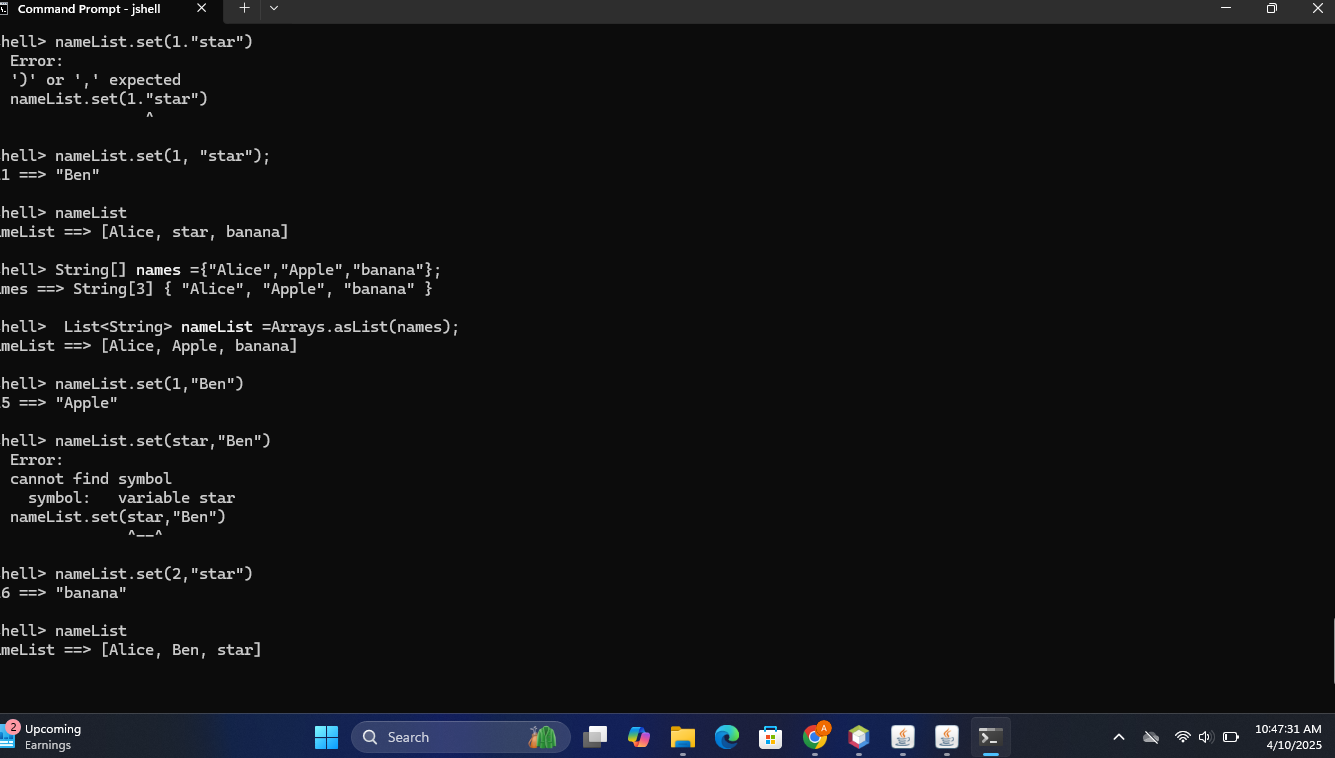 Command Prompt - jshell
hell> nameList.set(1."star")
Error:
')' or ',' expected
nameList.set(1."star")
^
hell> nameList.set(1, "star");
1 ==> "Ben"
hell> nameList
meList ==> [Alice, star, banana]
hell> String[] names ={"Alice","Apple","banana"};
mes ==> String[3] { "Alice", "Apple", "banana" }
hell>  List<String> nameList =Arrays.asList(names);
meList ==> [Alice, Apple, banana]
hell> nameList.set(1,"Ben")
5 ==> "Apple"
hell> nameList.set(star,"Ben")
Error:
cannot find symbol
symbol:   variable star
nameList.set(star,"Ben")
^--^
hell> nameList.set(2,"star")
6 ==> "banana"
hell> nameList
meList ==> [Alice, Ben, star]
2
Upcoming
Earnings
Search
A
10:47:31 AM
4/10/2025